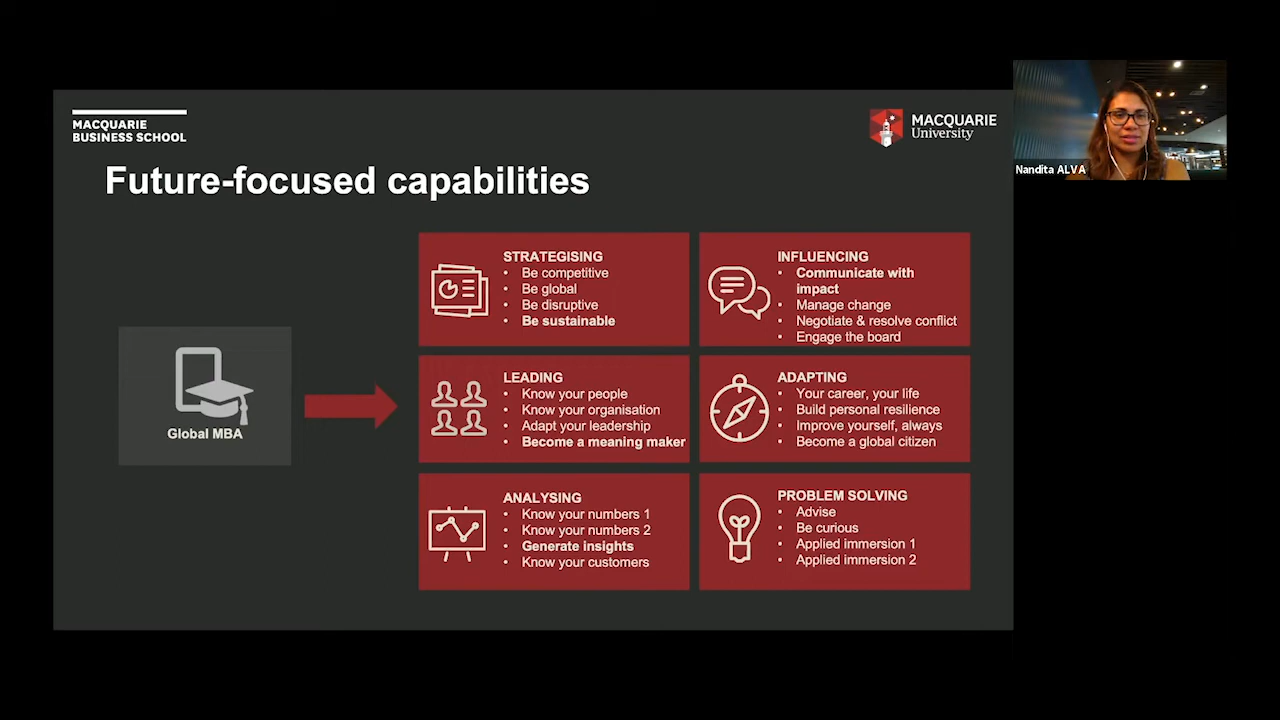 MACQUARIE
BUSINESS SCHOOL
MACQUARIE
University
Nandita ALVA
Future-focused capabilities
Global MBA
STRATEGISING
• Be competitive
• Be global
• Be disruptive
• Be sustainable
INFLUENCING
• Communicate with
impact
• Manage change
• Negotiate & resolve conflict
• Engage the board
LEADING
• Know your people
• Know your organisation
• Adapt your leadership
• Become a meaning maker
ADAPTING
• Your career, your life
• Build personal resilience
• Improve yourself, always
• Become a global citizen
ANALYSING
• Know your numbers 1
• Know your numbers 2
• Generate insights
• Know your customers
PROBLEM SOLVING
• Advise
• Be curious
• Applied immersion 1
• Applied immersion 2